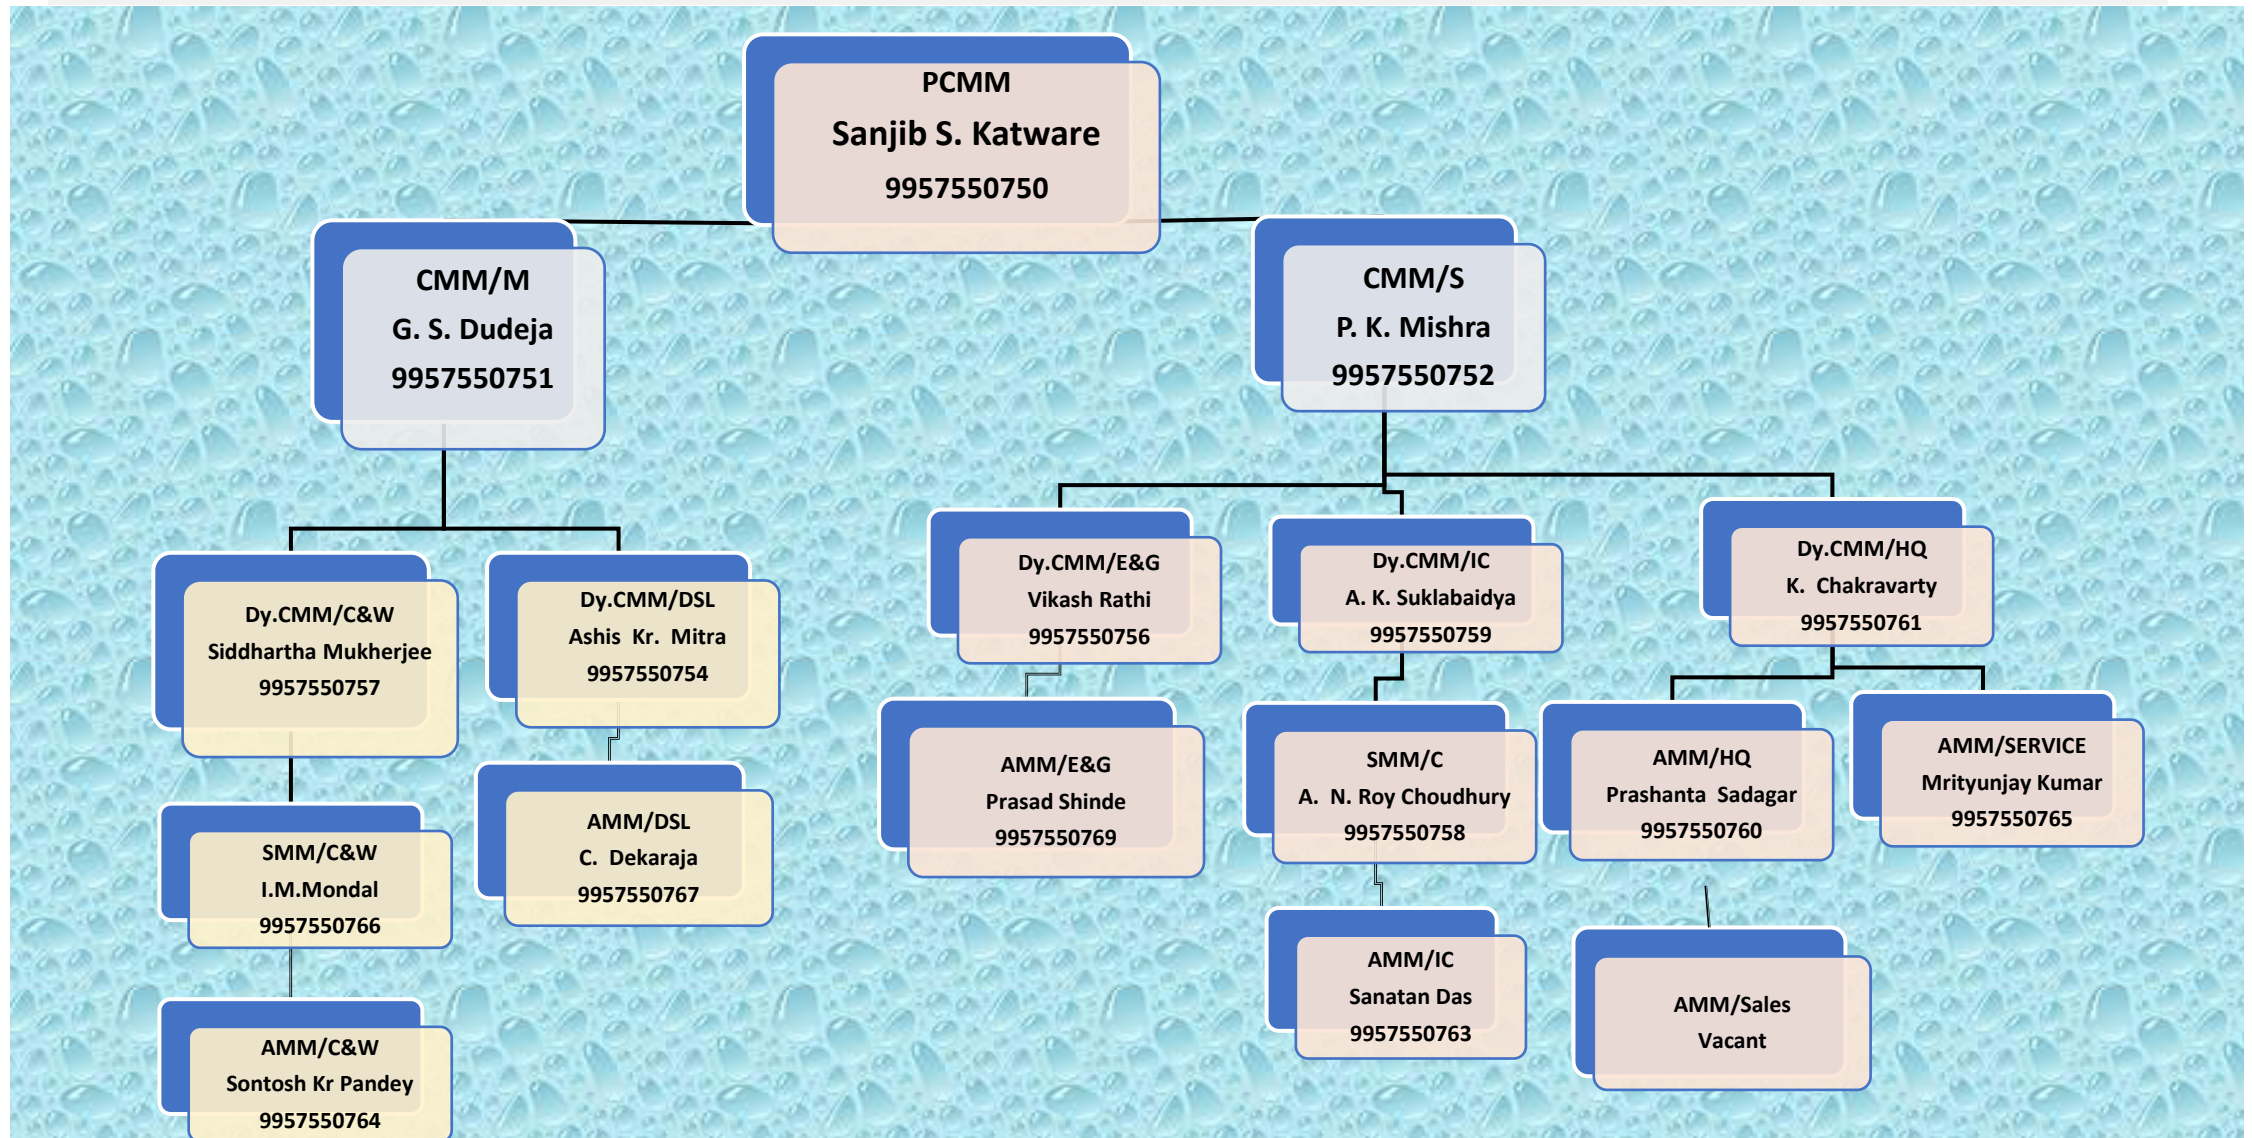 PCMM
Sanjib S. Katware
9957550750
CMM/M
G. S. Dudeja
9957550751
CMM/S
P. K. Mishra
9957550752
Dy.CMM/C&W
Siddhartha Mukherjee
9957550757
Dy.CMM/DSL
Ashis Kr. Mitra
9957550754
Dy.CMM/E&G
Vikash Rathi
9957550756
Dy.CMM/IC
A. K. Suklabaidya
9957550759
Dy.CMM/HQ
K. Chakravarty
9957550761
SMM/C&W
I.M.Mondal
9957550766
AMM/DSL
C. Dekaraja
9957550767
AMM/E&G
Prasad Shinde
9957550769
SMM/C
A. N. Roy Choudhury
9957550758
AMM/HQ
Prashanta Sadagar
9957550760
AMM/SERVICE
Mrityunjay Kumar
9957550765
AMM/C&W
Sontosh Kr Pandey
9957550764
AMM/IC
Sanatan Das
9957550763
AMM/Sales
Vacant